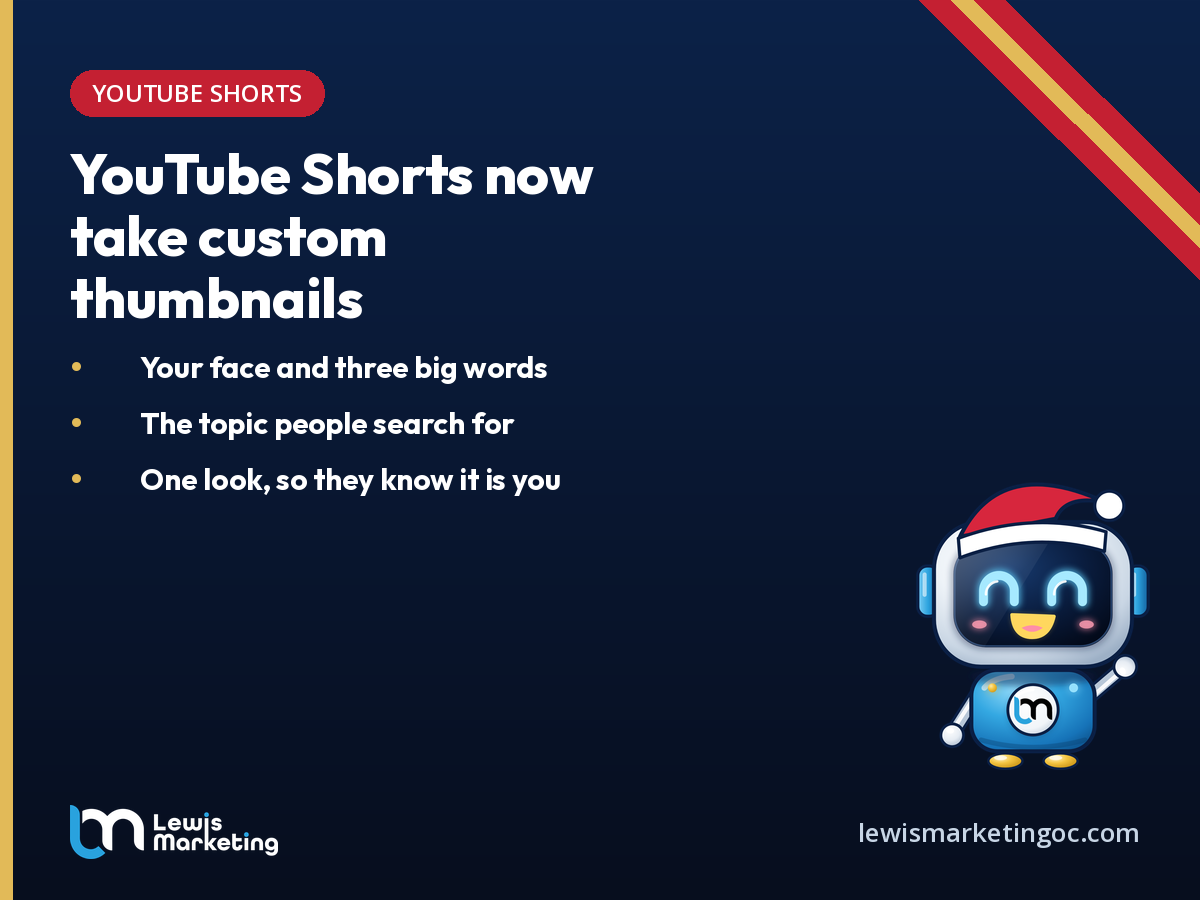 YOUTUBE SHORTS
YouTube Shorts now
take custom
thumbnails
• Your face and three big words
• The topic people search for
• One look, so they know it is you
bm
Lewis
Marketing
lewismarketingoc.com